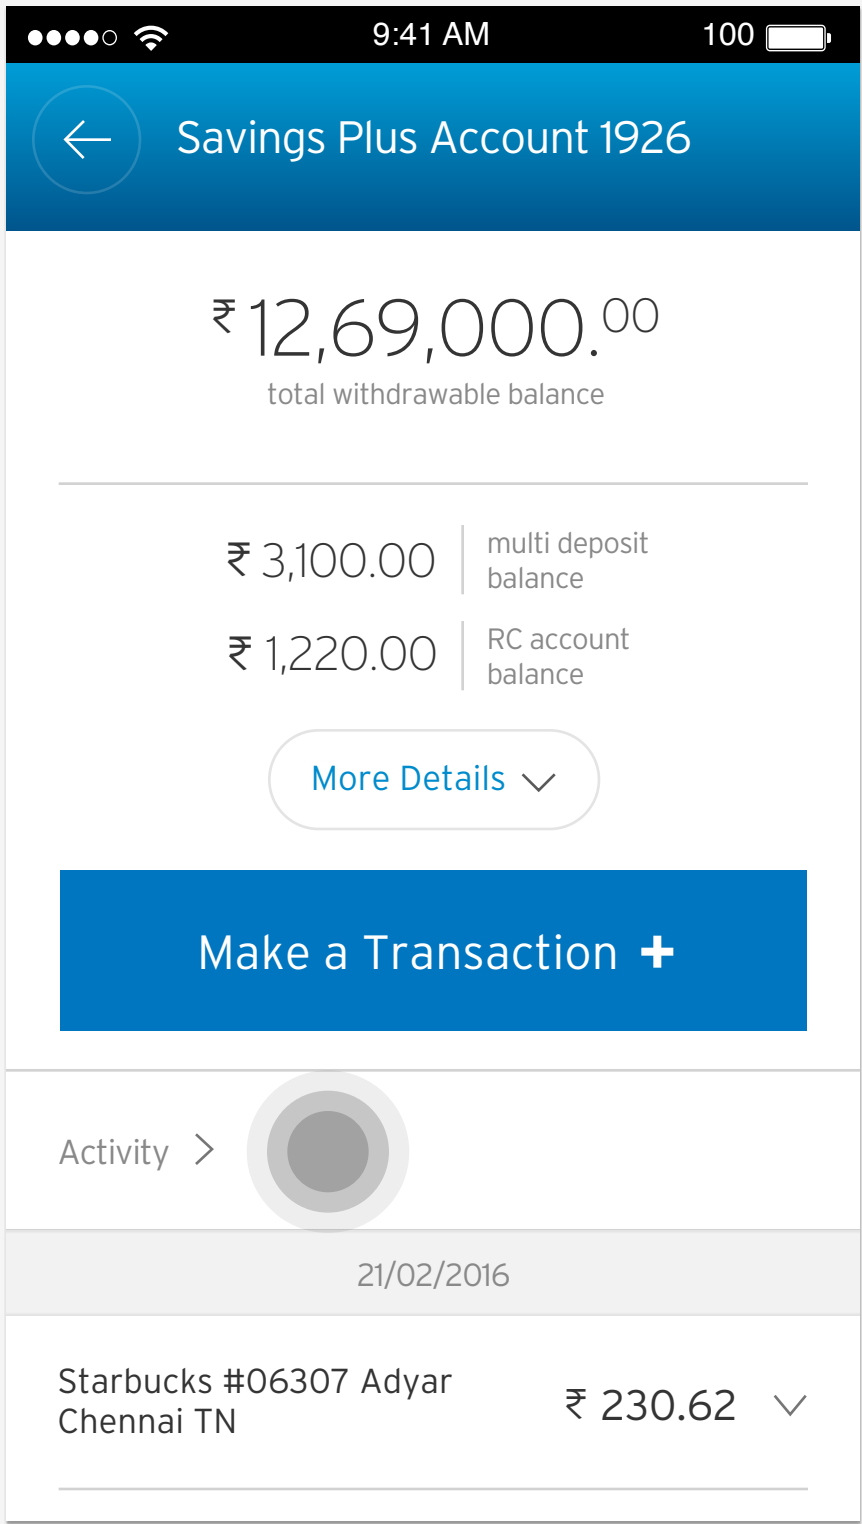 9:41 AM
100
Savings Plus Account 1926
₹ 12,69,000.00
total withdrawable balance
₹ 3,100.00
multi deposit
balance
₹ 1,220.00
RC account
balance
More Details
Make a Transaction +
Activity
21/02/2016
Starbucks #06307 Adyar
Chennai TN
₹ 230.62